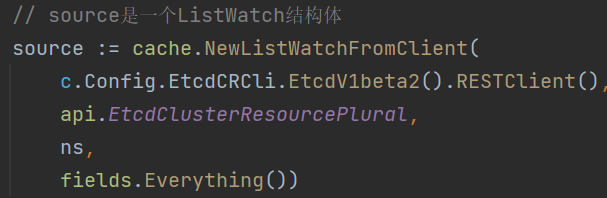 // source是一个ListWatch结构体
source := cache.NewListWatchFromClient(
c.Config.EtcdCRCli.EtcdV1beta2().RESTClient(),
api.EtcdClusterResourcePlural,
ns,
fields.Everything())